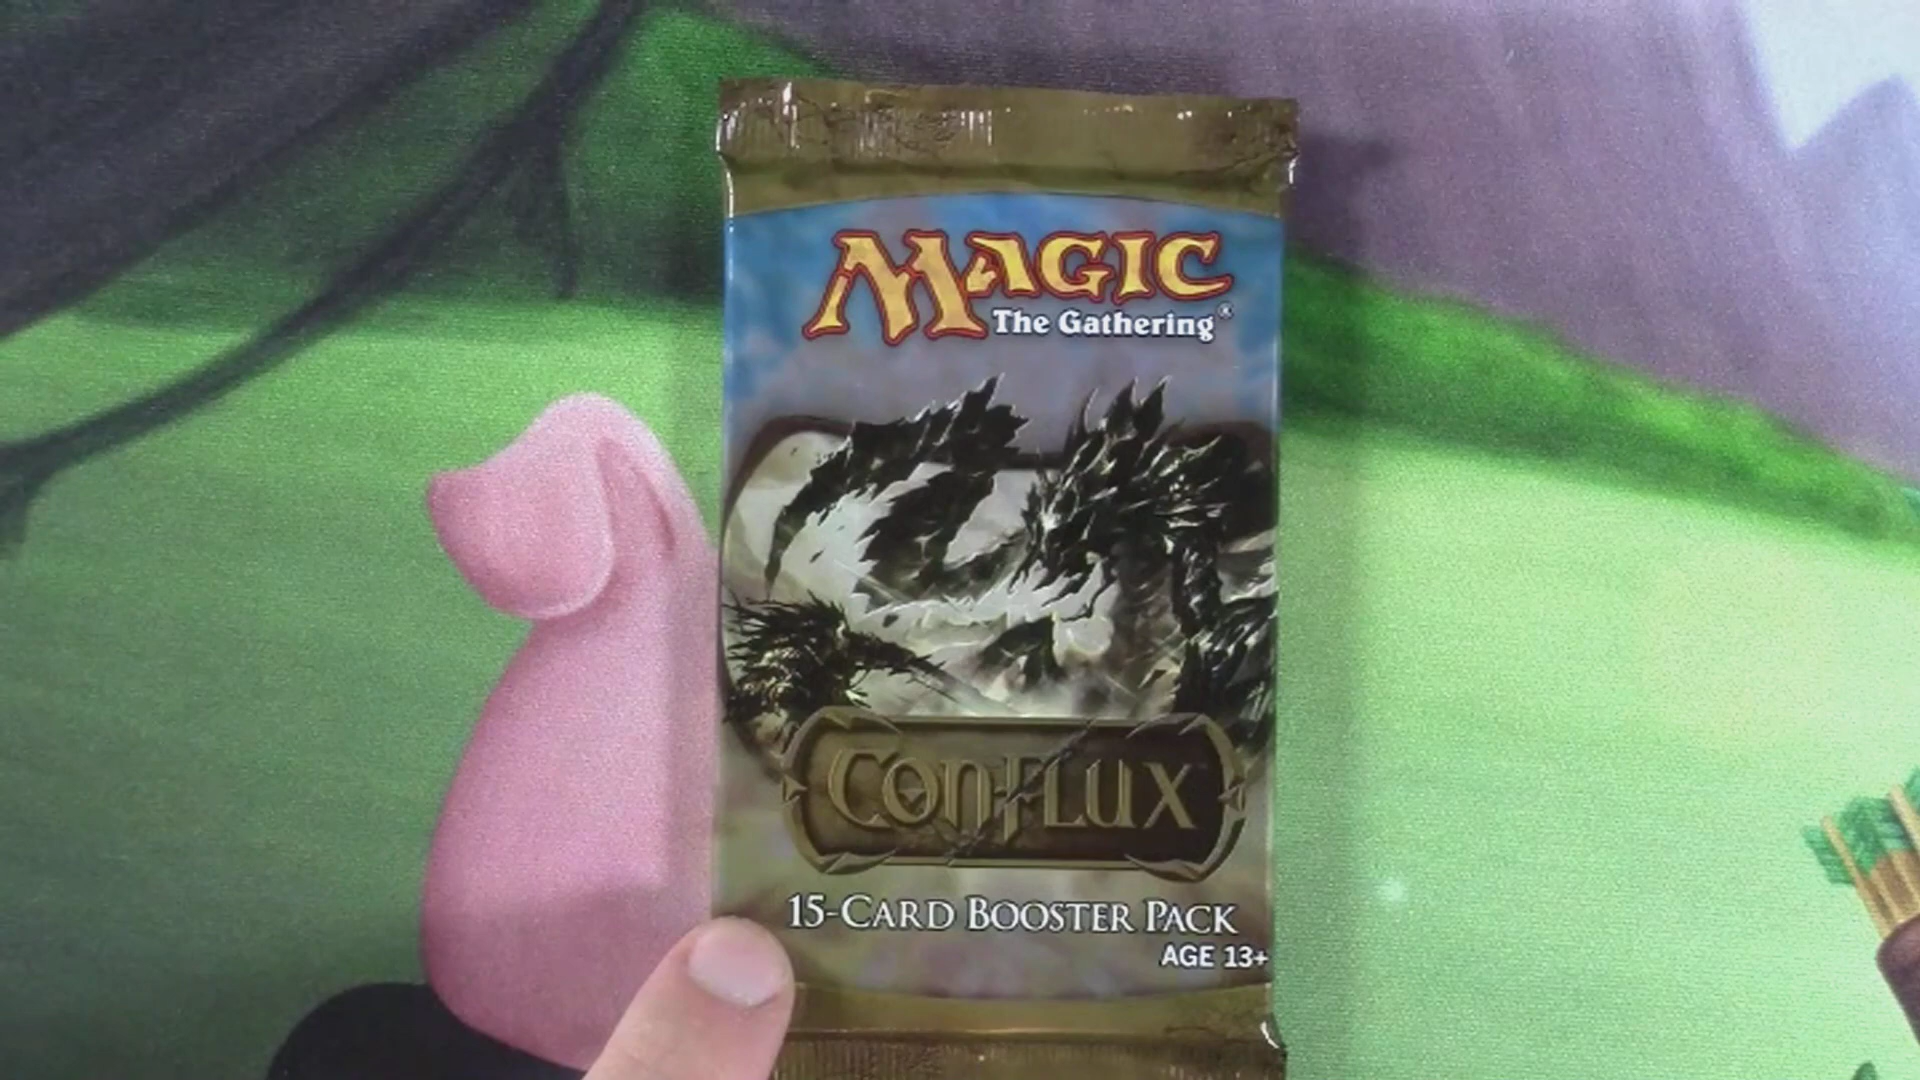 MAGIC
The Gathering®
CONFLUX
15-CARD BOOSTER PACK
AGE 13+